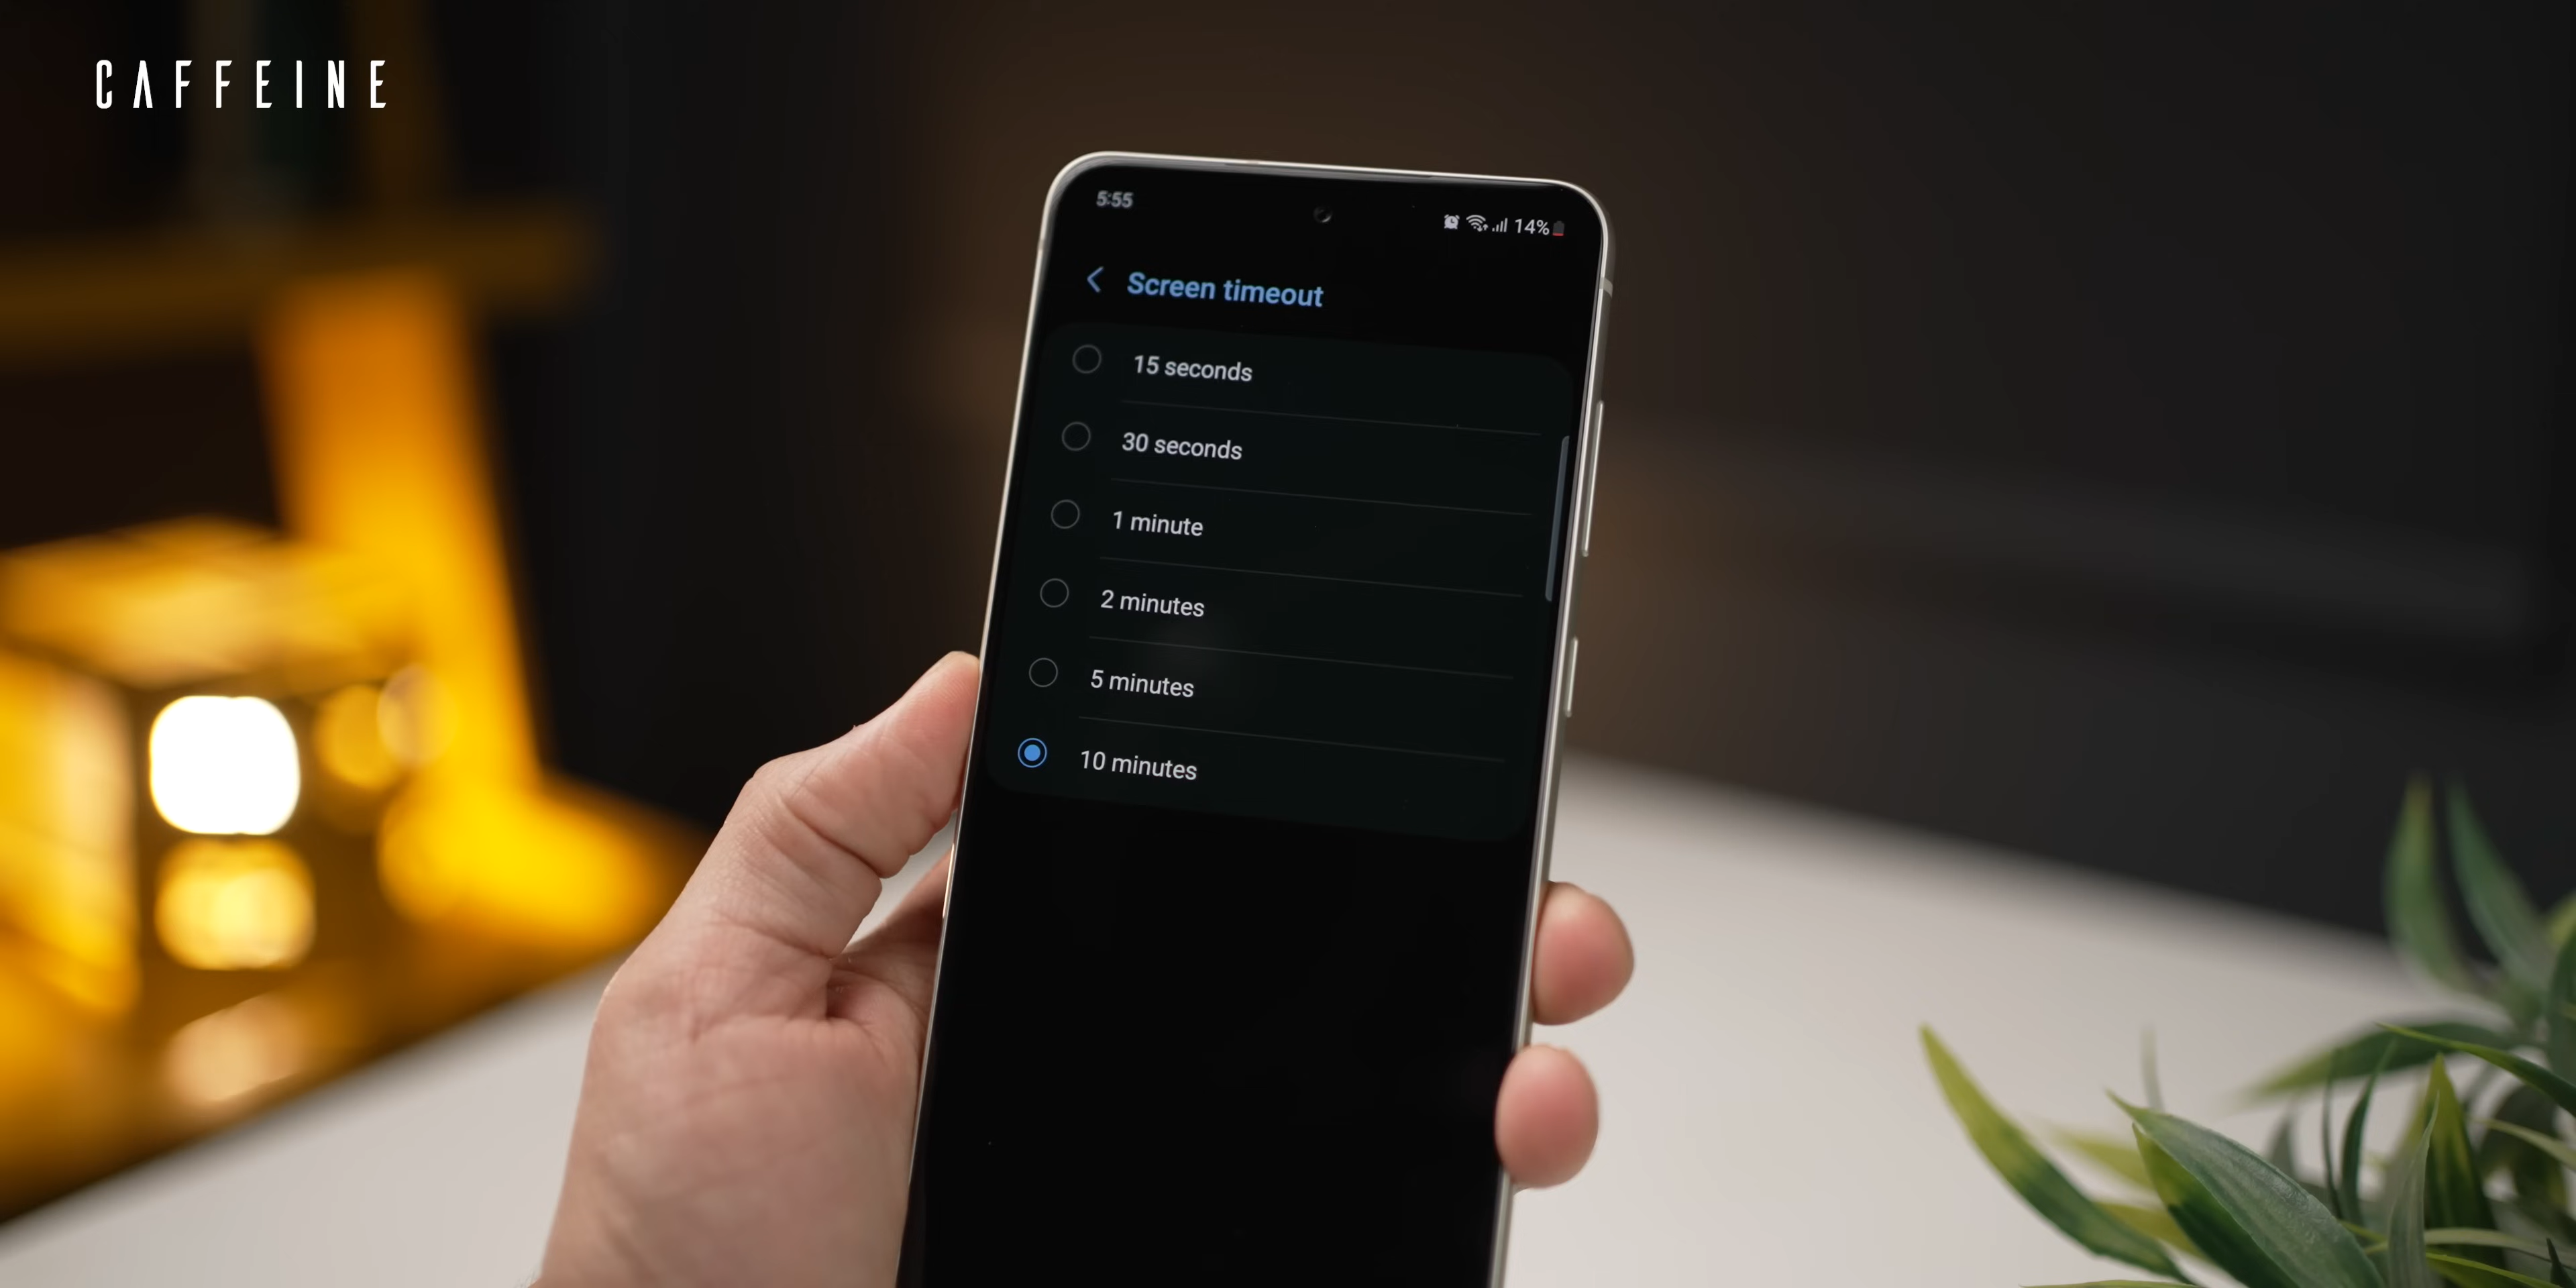 CAFFEINE
5:55
14%
Screen timeout
15 seconds
30 seconds
1 minute
2 minutes
5 minutes
10 minutes